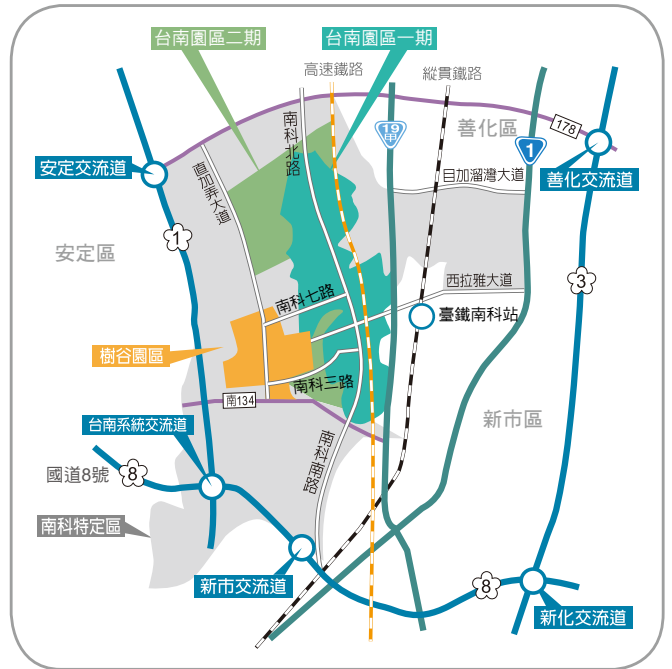 台南園區二期
台南園區一期
高速鐵路
縱貫鐵路
南科北路
19甲
善化區
178
1
安定交流道
直加弄大道
目加溜灣大道
善化交流道
1
安定區
3
西拉雅大道
南科七路
臺鐵南科站
樹谷園區
南科三路
南134
新市區
台南系統交流道
南科南路
國道8號
8
南科特定區
新市交流道
8
新化交流道